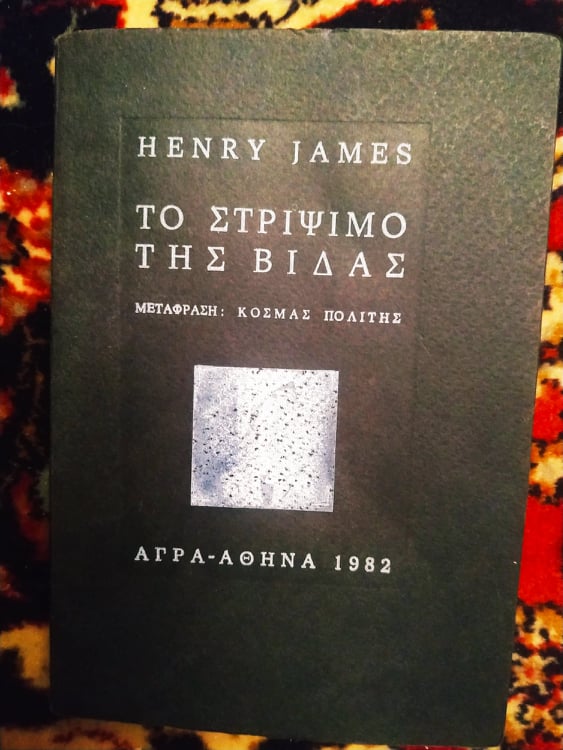 HENRY JAMES
ΤΟ ΣΤΡΙΨΙΜΟ
ΤΗΣ ΒΙΔΑΣ
ΜΕΤΑΦΡΑΣΗ: ΚΟΣΜΑΣ ΠΟΛΙΤΗΣ
ΑΓΡΑ-ΑΘΗΝΑ 1982